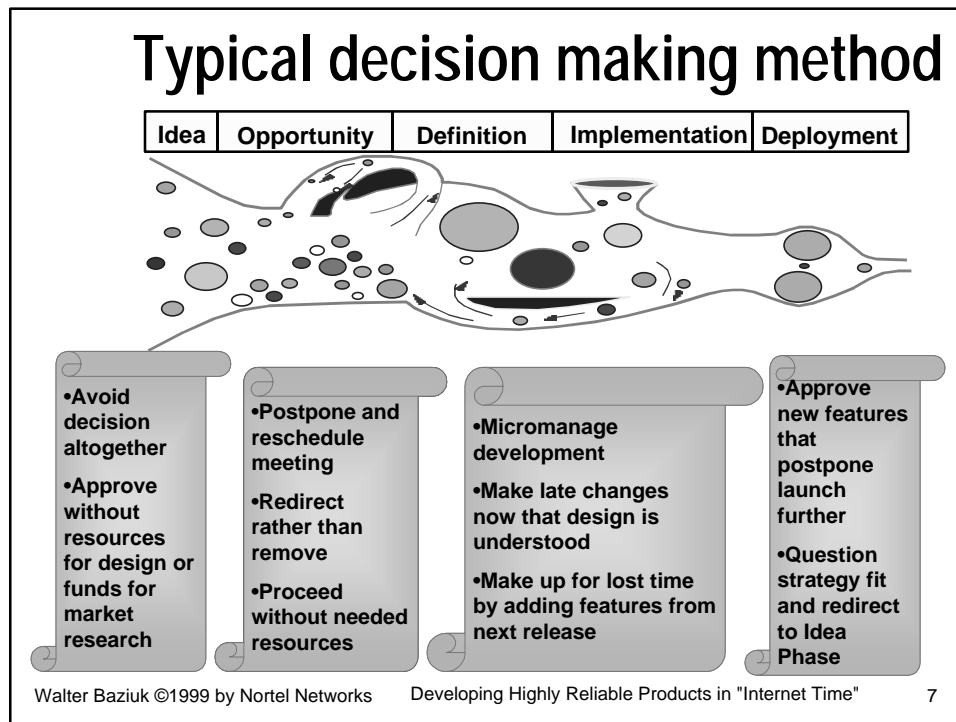 Typical decision making method
Idea Opportunity Definition Implementation Deployment
•Avoid
decision
altogether
•Approve
without
resources
for design or
funds for
market
research
•Postpone and
reschedule
meeting
•Redirect
rather than
remove
•Proceed
without needed
resources
•Micromanage
development
•Make late changes
now that design is
understood
•Make up for lost time
by adding features from
next release
•Approve
new features
that
postpone
launch
further
•Question
strategy fit
and redirect
to Idea
Phase
Walter Baziuk ©1999 by Nortel Networks Developing Highly Reliable Products in "Internet Time" 7